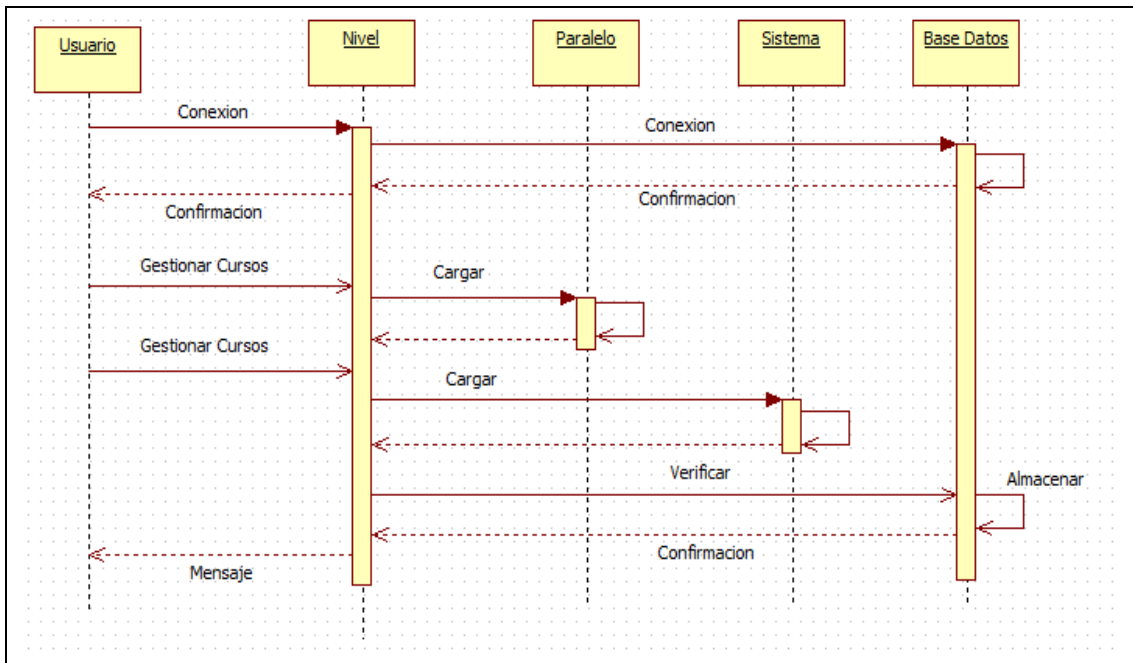 Usuario
Nivel
Paralelo
Sistema
Base Datos
Conexion
Conexion
Confirmacion
Confirmacion
Gestionar Cursos
Cargar
Gestionar Cursos
Cargar
Verificar
Almacenar
Confirmacion
Mensaje